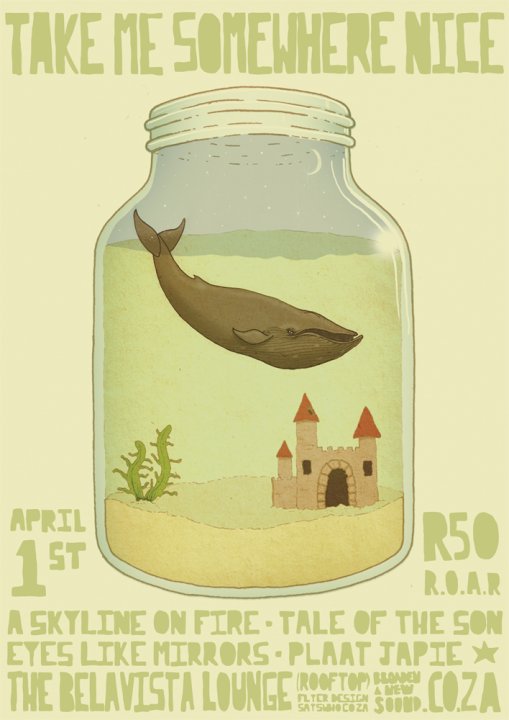 TAKE ME SOMEWHERE NICE
APRIL
1ST
R50
R.O.A.R
A SKYLINE ON FIRE · TALE OF THE SON
EYES LIKE MIRRORS · PLAAT JAPIE ★
THE BELAVISTA LOUNGE (ROOFTOP)
BROADEN
A NEW
SOUND.CO.ZA